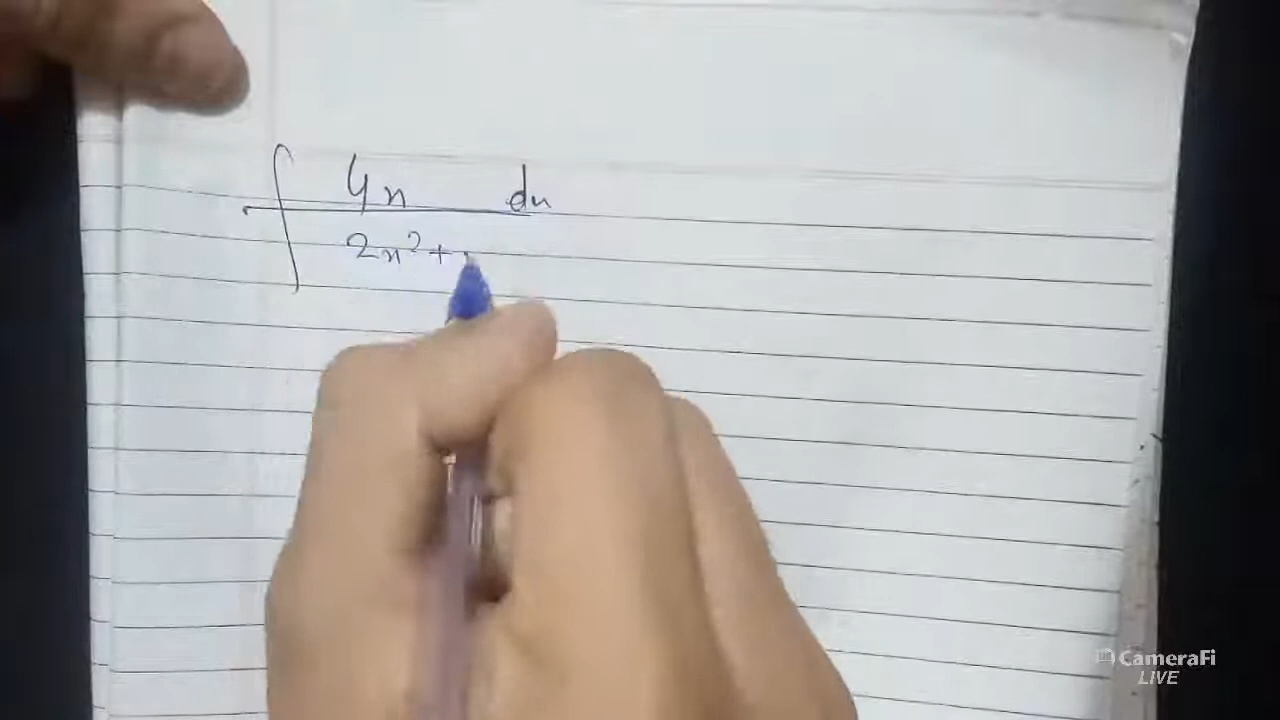 ∫ 4x dx
2x² +
CameraFi
LIVE